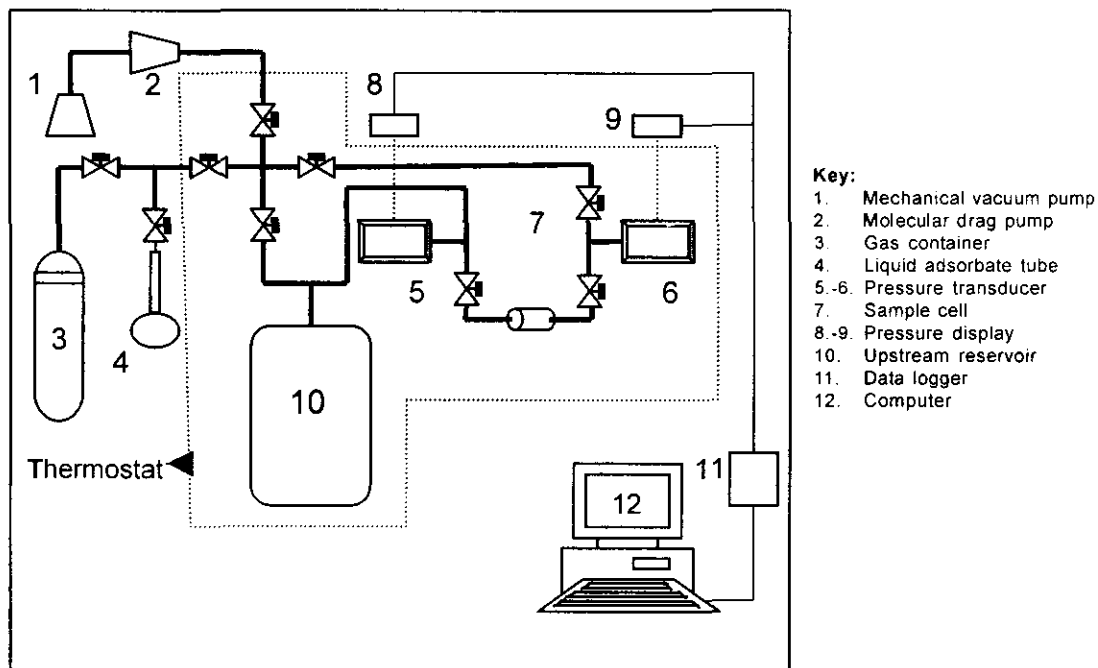 1
2
8
9
7
3
4
5
6
10
Thermostat
11
12
Key:
1. Mechanical vacuum pump
2. Molecular drag pump
3. Gas container
4. Liquid adsorbate tube
5.-6. Pressure transducer
7. Sample cell
8.-9. Pressure display
10. Upstream reservoir
11. Data logger
12. Computer